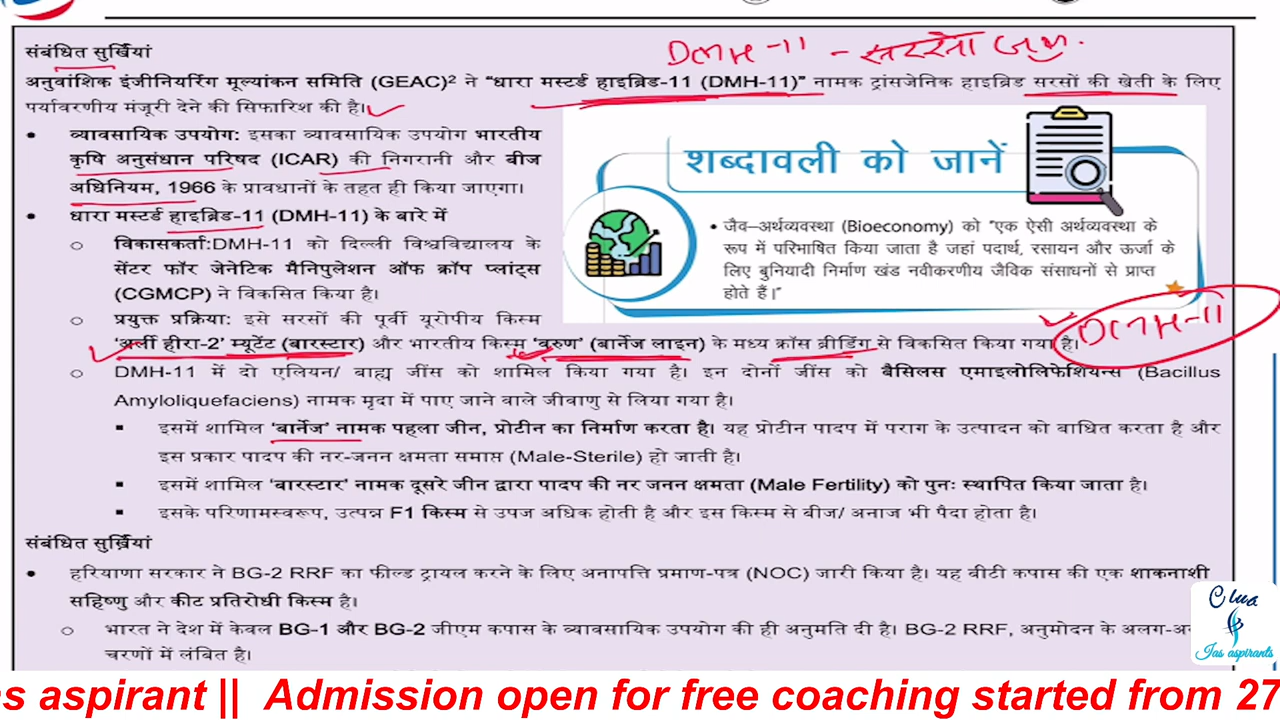 DMH-11 - सरसों
संबंधित सुर्ख़ियां
अनुवांशिक इंजीनियरिंग मूल्यांकन समिति (GEAC)² ने “धारा मस्टर्ड हाइब्रिड-11 (DMH-11)” नामक ट्रांसजेनिक हाइब्रिड सरसों की खेती के लिए
पर्यावरणीय मंजूरी देने की सिफारिश की है।
• व्यावसायिक उपयोग: इसका व्यावसायिक उपयोग भारतीय
कृषि अनुसंधान परिषद (ICAR) की निगरानी और बीज
अधिनियम, 1966 के प्रावधानों के तहत ही किया जाएगा।
• धारा मस्टर्ड हाइब्रिड-11 (DMH-11) के बारे में
○ विकासकर्ता:DMH-11 को दिल्ली विश्वविद्यालय के
सेंटर फॉर जेनेटिक मैनिपुलेशन ऑफ क्रॉप प्लांट्स
(CGMCP) ने विकसित किया है।
○ प्रयुक्त प्रक्रिया: इसे सरसों की पूर्वी यूरोपीय किस्म
‘अर्ली हीरा-2’ म्यूटेंट (बारस्टार) और भारतीय किस्म ‘वरुण’ (बार्नेज लाइन) के मध्य क्रॉस ब्रीडिंग से विकसित किया गया है।
DMH-11
शब्दावली को जानें
• जैव–अर्थव्यवस्था (Bioeconomy) को “एक ऐसी अर्थव्यवस्था के
रूप में परिभाषित किया जाता है जहां पदार्थ, रसायन और ऊर्जा के
लिए बुनियादी निर्माण खंड नवीकरणीय जैविक संसाधनों से प्राप्त
होते हैं।”
○ DMH-11 में दो एलियन/ बाह्य जींस को शामिल किया गया है। इन दोनों जींस को बैसिलस एमाइलोलिफेशियन्स (Bacillus
Amyloliquefaciens) नामक मृदा में पाए जाने वाले जीवाणु से लिया गया है।
▪ इसमें शामिल ‘बार्नेज’ नामक पहला जीन, प्रोटीन का निर्माण करता है। यह प्रोटीन पादप में पराग के उत्पादन को बाधित करता है और
इस प्रकार पादप की नर-जनन क्षमता समाप्त (Male-Sterile) हो जाती है।
▪ इसमें शामिल ‘बारस्टार’ नामक दूसरे जीन द्वारा पादप की नर जनन क्षमता (Male Fertility) को पुनः स्थापित किया जाता है।
▪ इसके परिणामस्वरूप, उत्पन्न F1 किस्म से उपज अधिक होती है और इस किस्म से बीज/ अनाज भी पैदा होता है।
संबंधित सुर्ख़ियां
• हरियाणा सरकार ने BG-2 RRF का फील्ड ट्रायल करने के लिए अनापत्ति प्रमाण-पत्र (NOC) जारी किया है। यह बीटी कपास की एक शाकनाशी
सहिष्णु और कीट प्रतिरोधी किस्म है।
○ भारत ने देश में केवल BG-1 और BG-2 जीएम कपास के व्यावसायिक उपयोग की ही अनुमति दी है। BG-2 RRF, अनुमोदन के अलग-अ
चरणों में लंबित है।
Clue
Ias aspirants
s aspirant || Admission open for free coaching started from 27